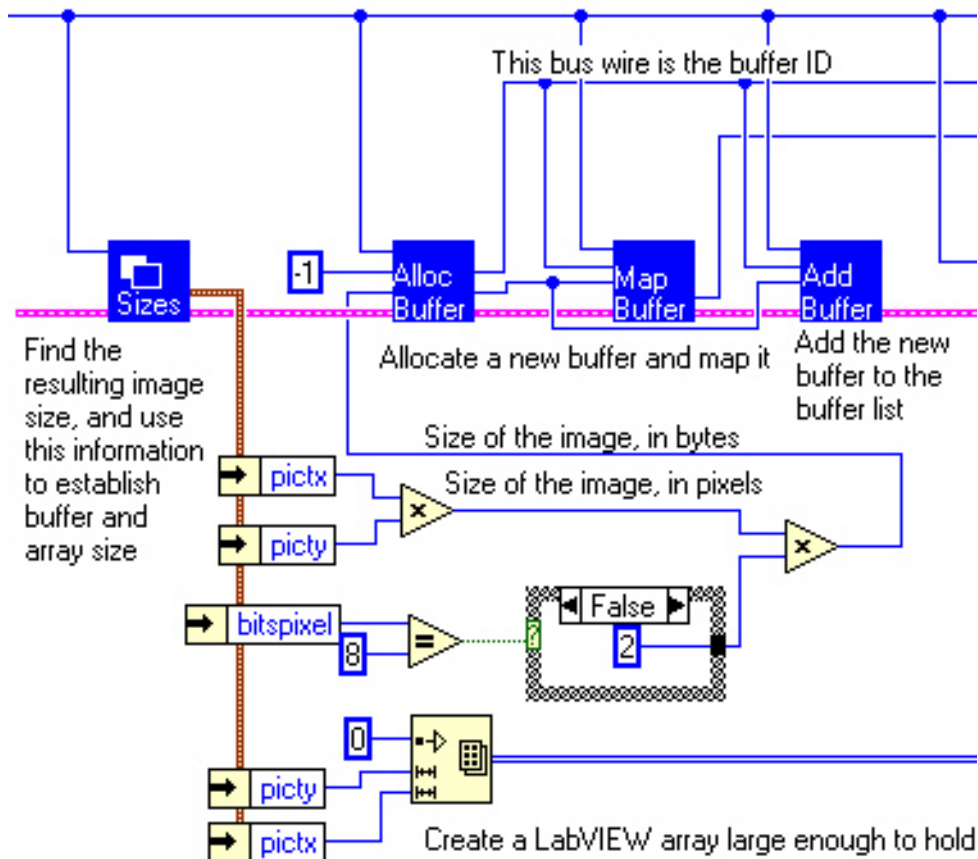 This bus wire is the buffer ID
-1
Alloc
Buffer
Map
Buffer
Add
Buffer
Sizes
Find the
resulting image
size, and use
this information
to establish
buffer and
array size
Allocate a new buffer and map it
Add the new
buffer to the
buffer list
Size of the image, in bytes
pictx
Size of the image, in pixels
×
picty
×
bitspixel
8
=
?
False
2
0
picty
pictx
Create a LabVIEW array large enough to hold